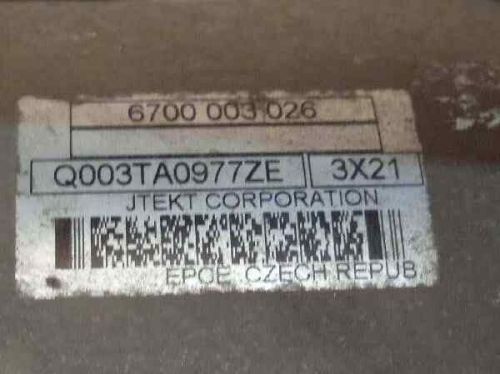 6700 003 026
Q003TA0977ZE 3X21
JTEKT CORPORATION
EPOE CZECH REPUB